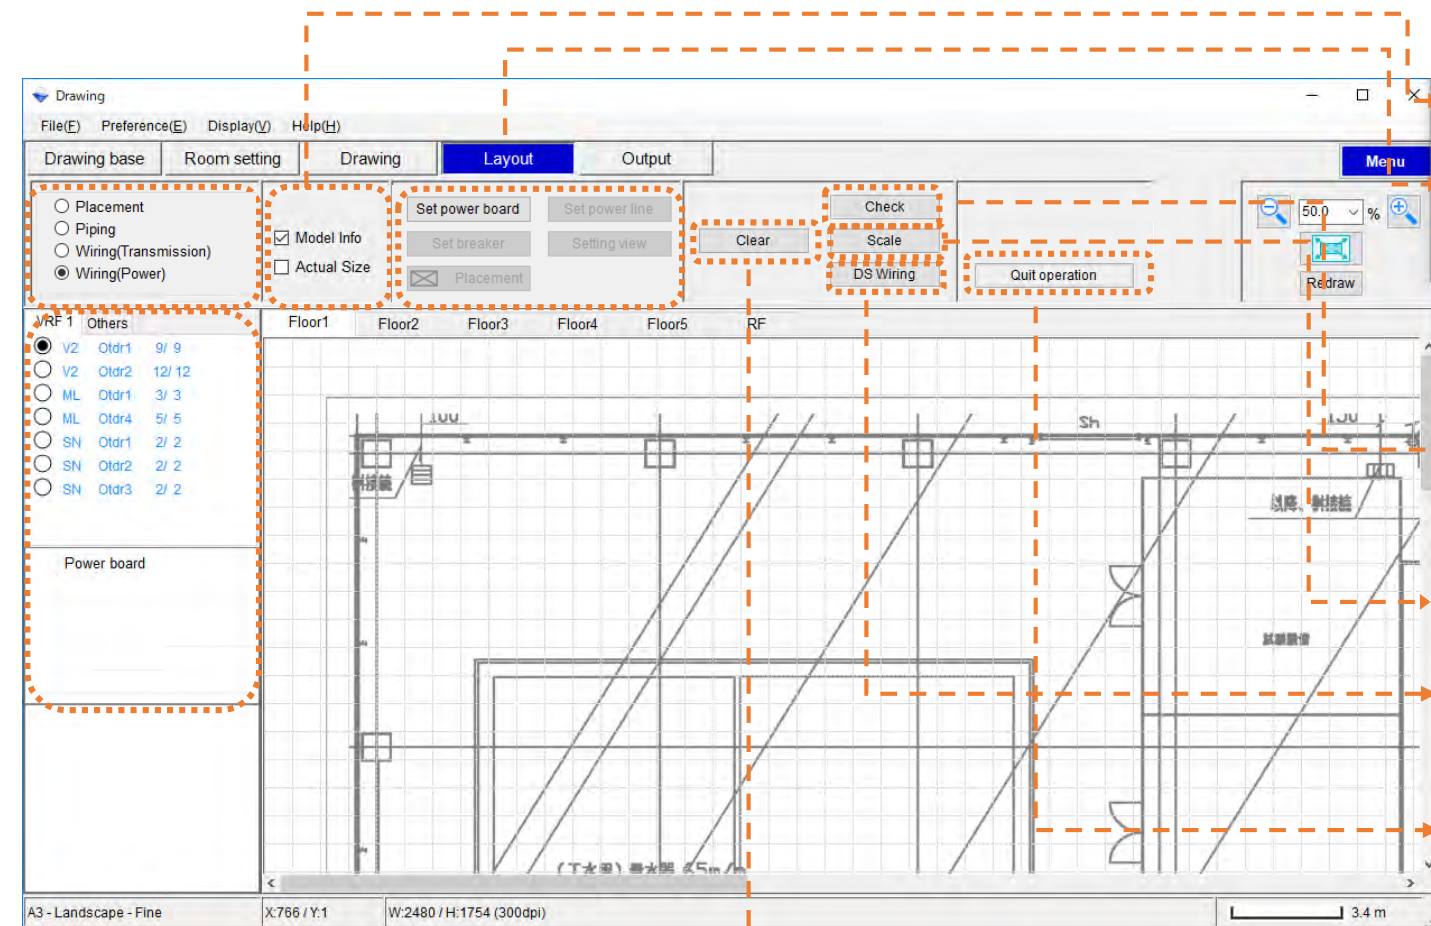 Drawing
File(F) Preference(E) Display(V) Help(H)
Drawing base Room setting Drawing Layout Output Menu
Placement
Piping
Wiring(Transmission)
Wiring(Power)
Model Info
Actual Size
Set power board Set power line
Set breaker Setting view
Placement
Clear
Check
Scale
DS Wiring
Quit operation
50.0 %
Redraw
VRF 1 Others
V2 Otdr1 9/ 9
V2 Otdr2 12/ 12
ML Otdr1 3/ 3
ML Otdr4 5/ 5
SN Otdr1 2/ 2
SN Otdr2 2/ 2
SN Otdr3 2/ 2
Power board
Floor1 Floor2 Floor3 Floor4 Floor5 RF
100
150
A3 - Landscape - Fine X:766 / Y:1 W:2480 / H:1754 (300dpi) 3.4 m